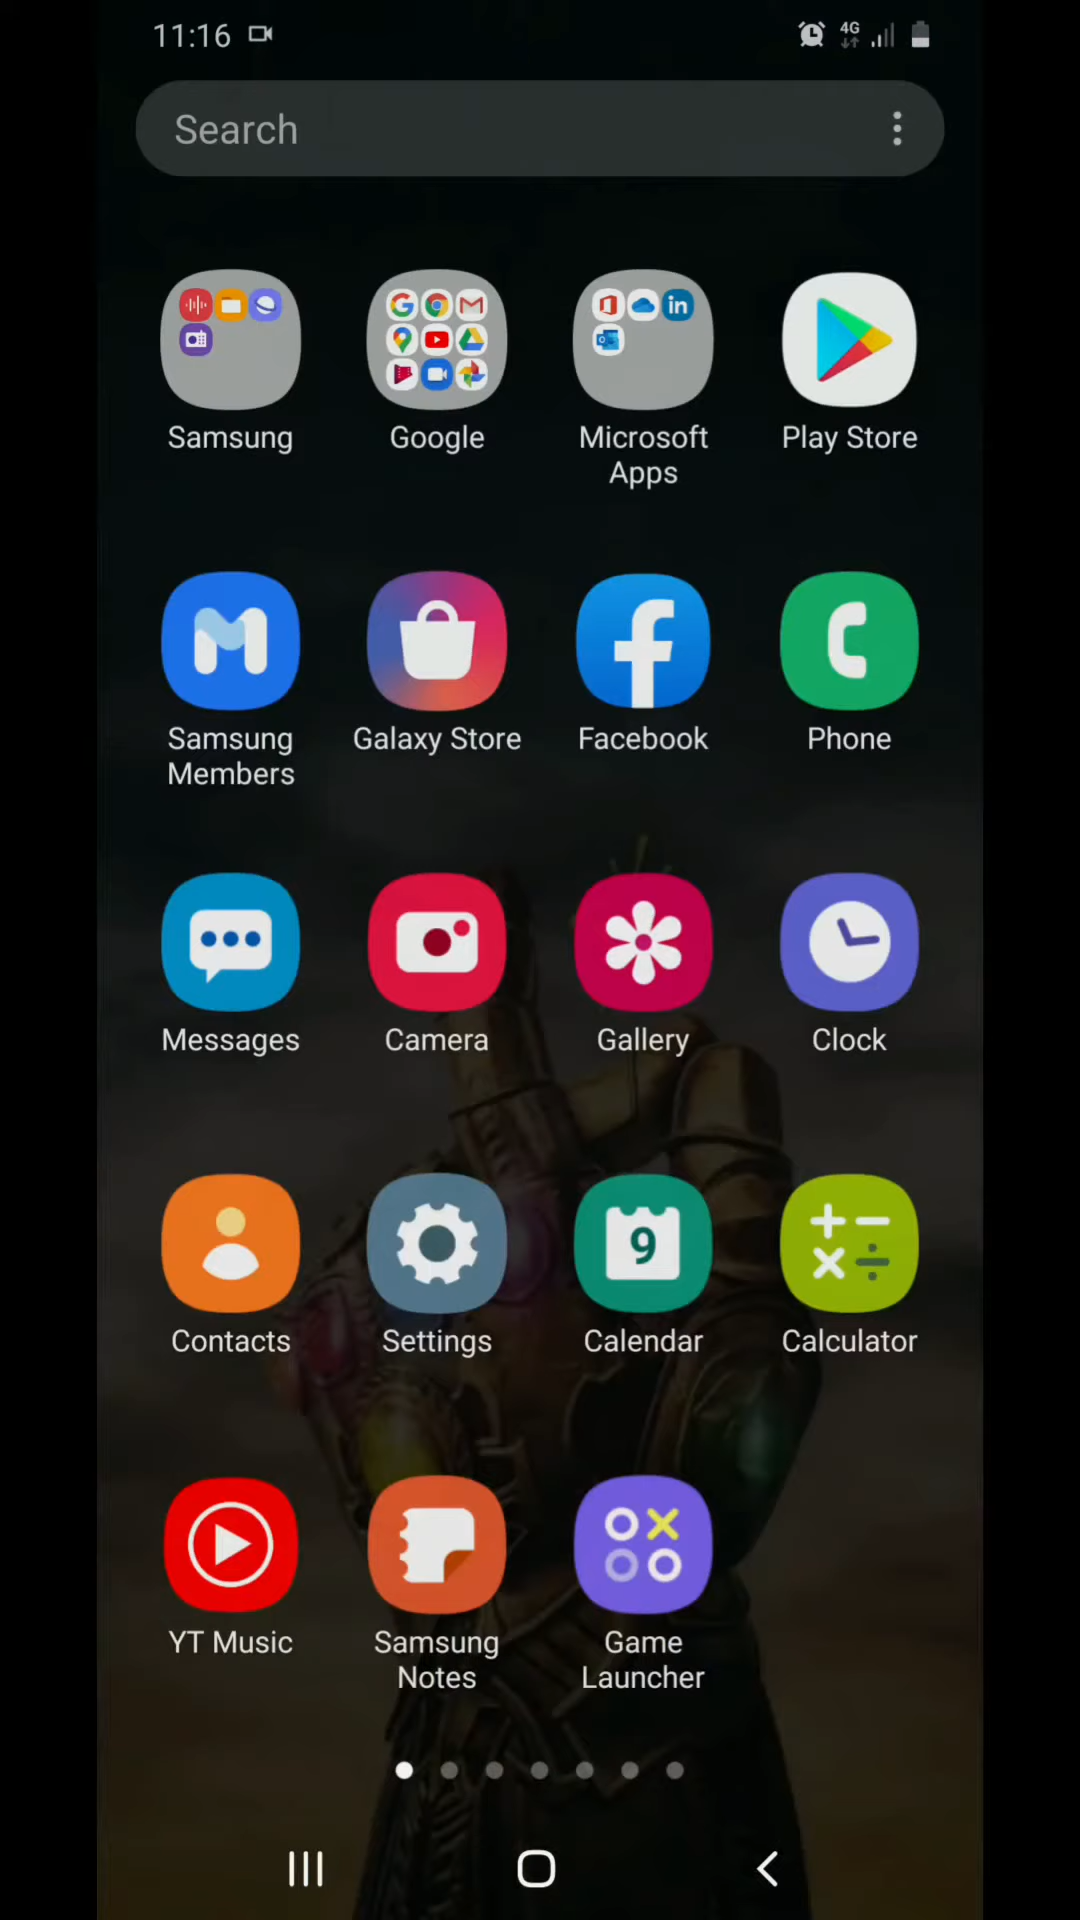 11:16 4G
Search
Samsung Google Microsoft Apps Play Store
Samsung Members Galaxy Store Facebook Phone
Messages Camera Gallery Clock
9
Contacts Settings Calendar Calculator
YT Music Samsung Notes Game Launcher